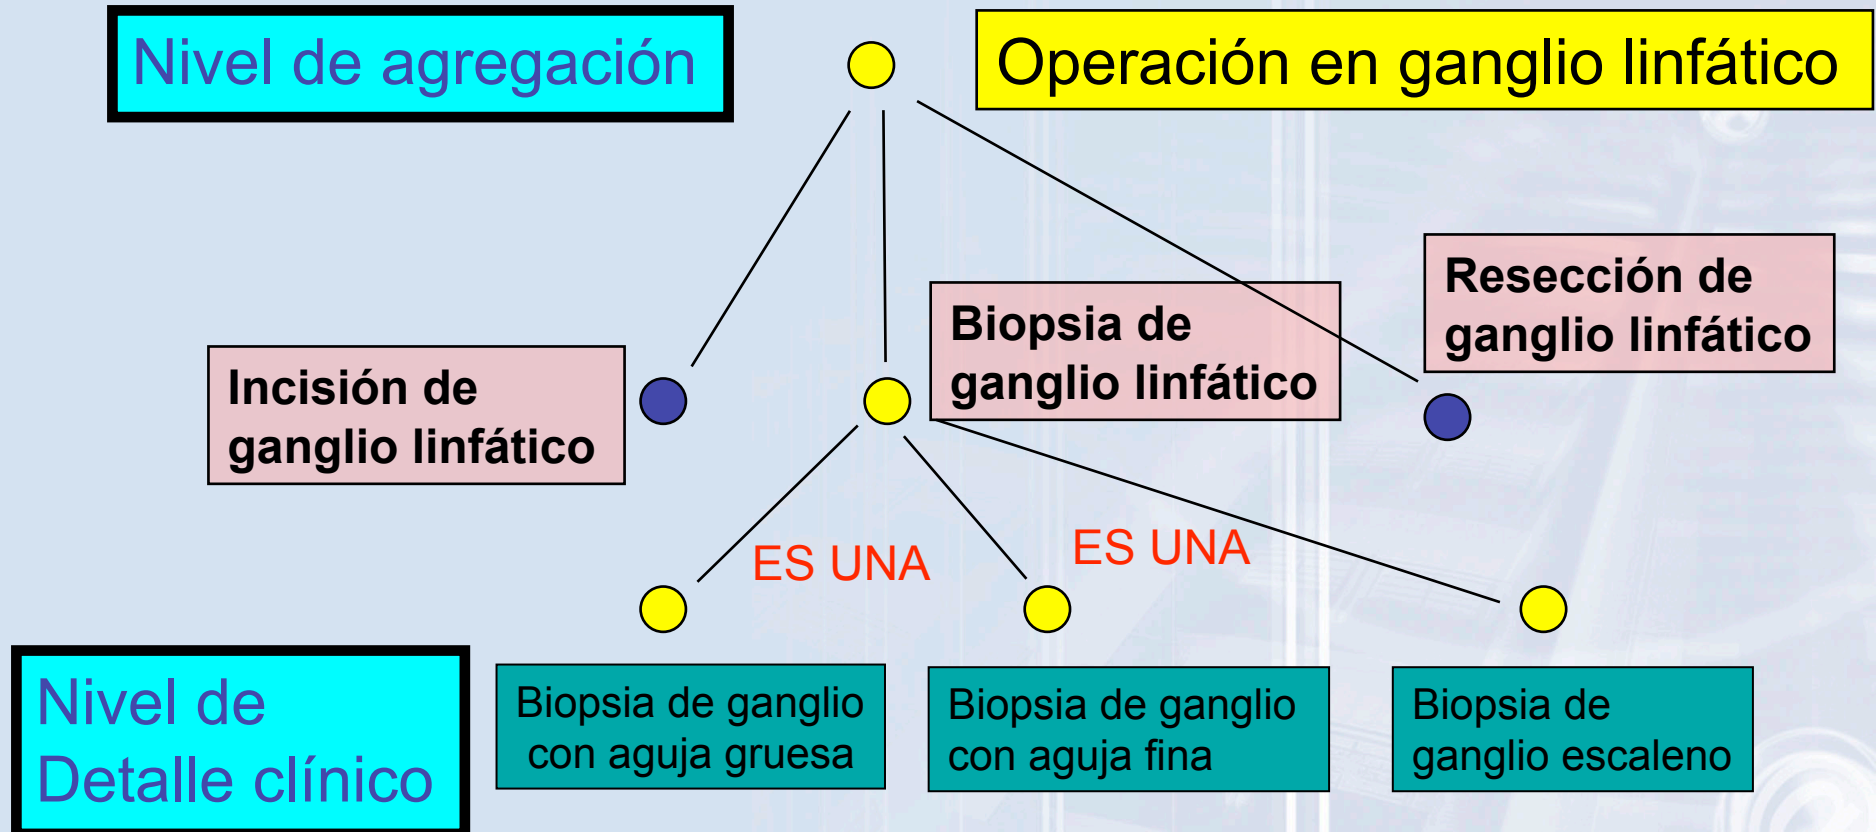 Nivel de agregación
Operación en ganglio linfático
Resección de
ganglio linfático
Biopsia de
ganglio linfático
Incisión de
ganglio linfático
ES UNA
ES UNA
Nivel de
Detalle clínico
Biopsia de ganglio
con aguja gruesa
Biopsia de ganglio
con aguja fina
Biopsia de
ganglio escaleno